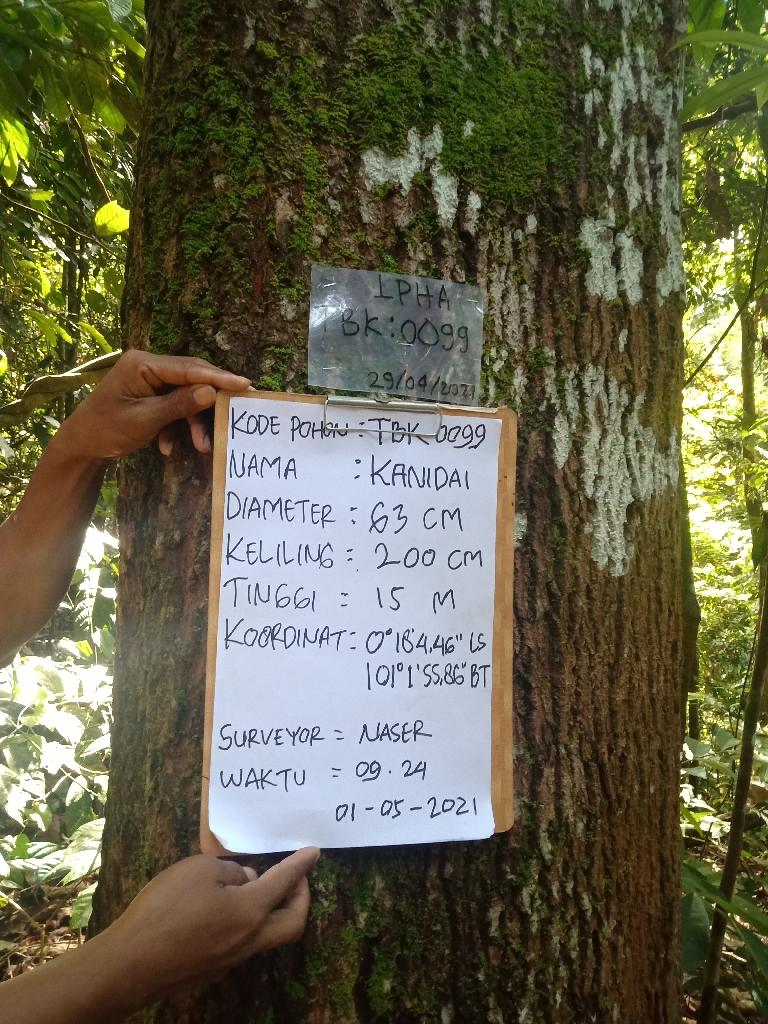 LPHA
TBK:0099
29/04/2021
KODE POHON : TBK 0099
NAMA : KANIDAI
DIAMETER : 63 CM
KELILING = 200 CM
TINGGI = 15 M
KOORDINAT = 0°18'4,46" LS
101°1'55,86" BT
SURVEYOR = NASER
WAKTU = 09.24
01-05-2021